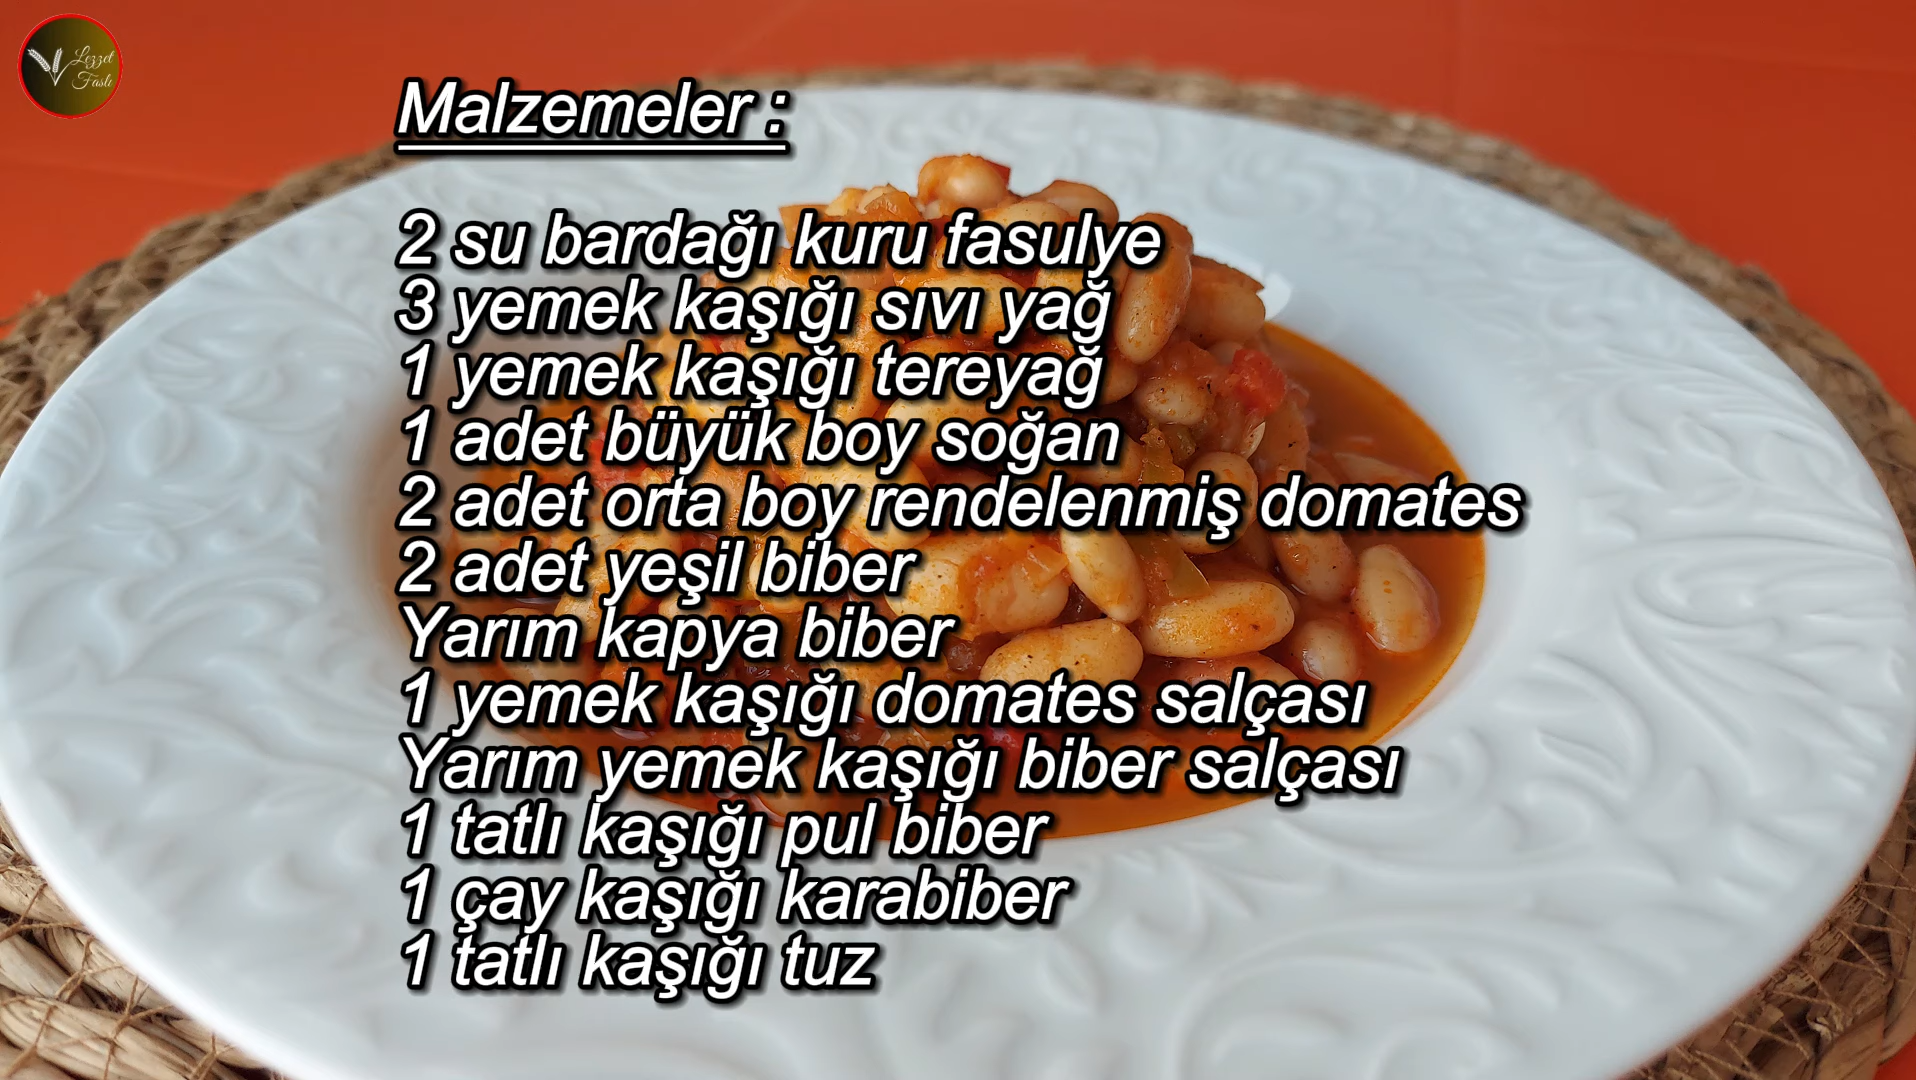 Lezzet
Faslı
Malzemeler :
2 su bardağı kuru fasulye
3 yemek kaşığı sıvı yağ
1 yemek kaşığı tereyağ
1 adet büyük boy soğan
2 adet orta boy rendelenmiş domates
2 adet yeşil biber
Yarım kapya biber
1 yemek kaşığı domates salçası
Yarım yemek kaşığı biber salçası
1 tatlı kaşığı pul biber
1 çay kaşığı karabiber
1 tatlı kaşığı tuz